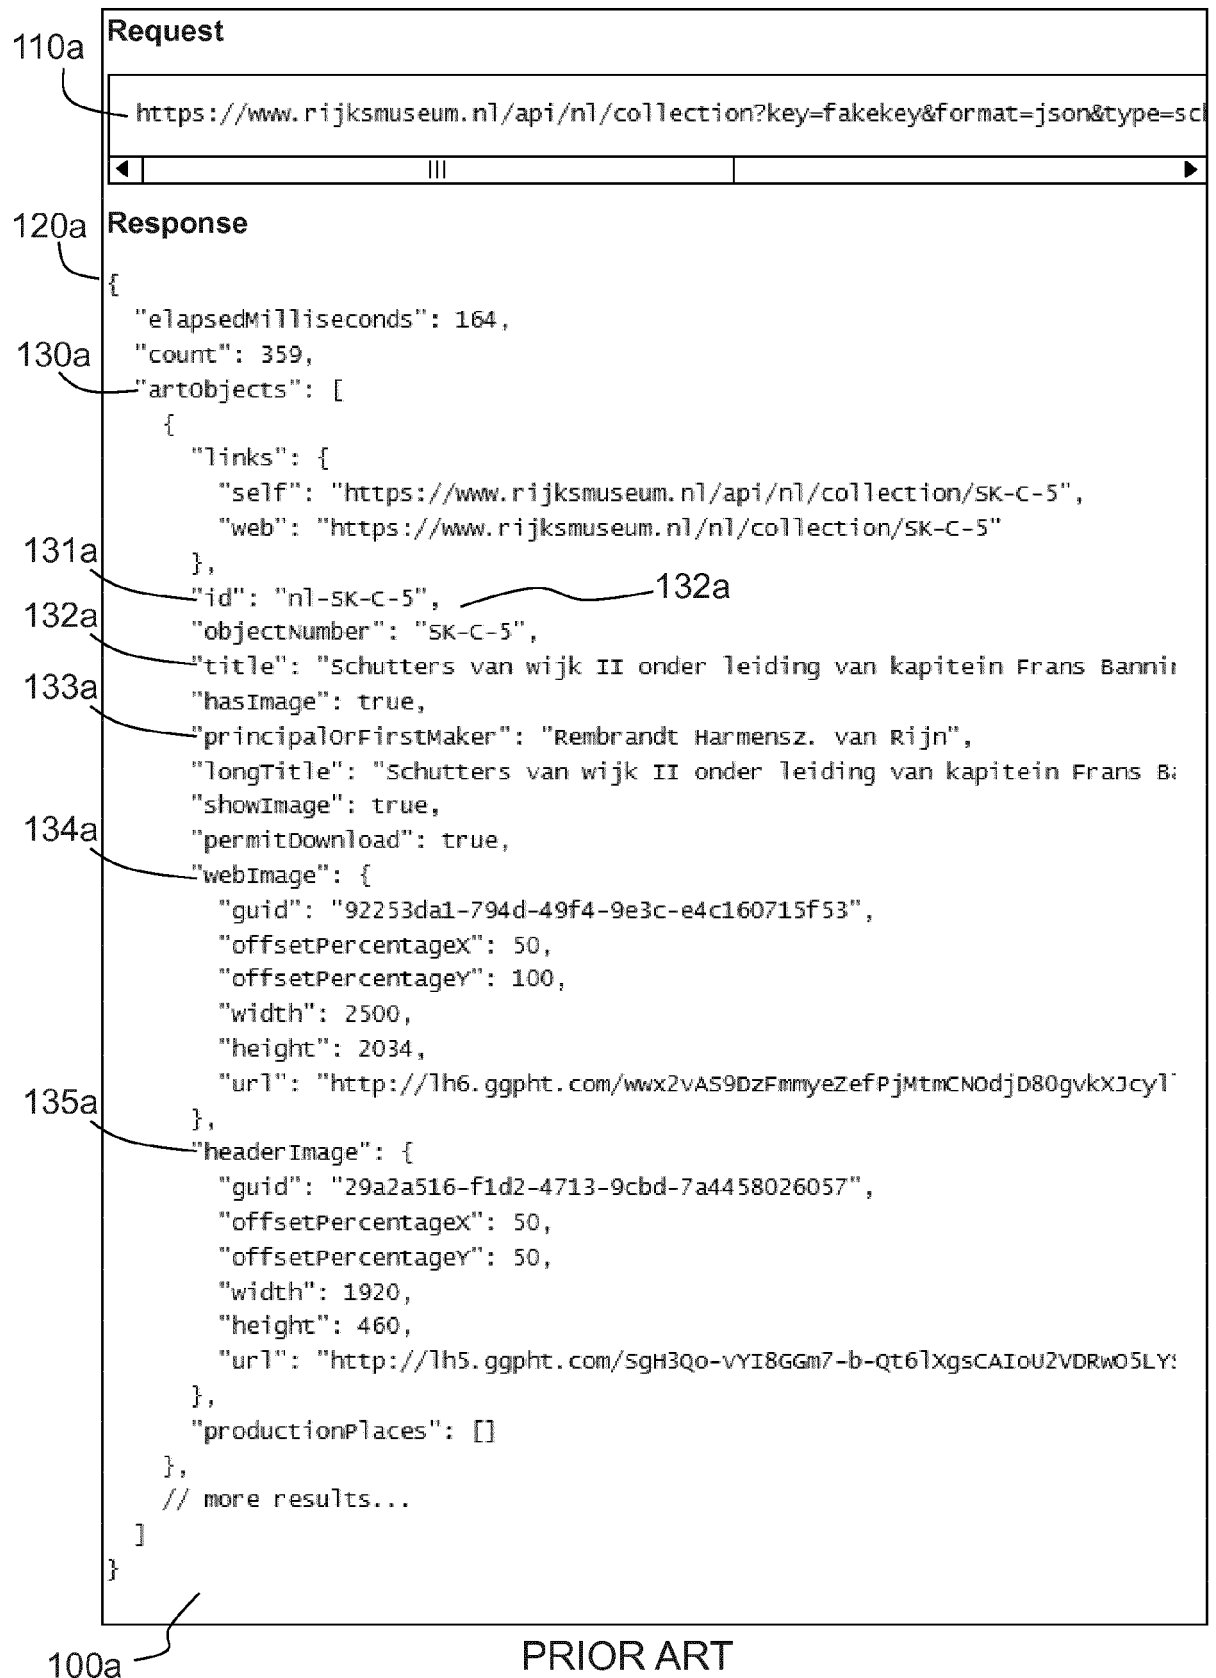 Request
110a
https://www.rijksmuseum.nl/api/nl/collection?key=fakekey&format=json&type=scl
120a
Response
{
"elapsedMilliseconds": 164,
130a
"count": 359,
"artObjects": [
{
"links": {
"self": "https://www.rijksmuseum.nl/api/nl/collection/SK-C-5",
"web": "https://www.rijksmuseum.nl/nl/collection/SK-C-5"
131a
},
"id": "nl-SK-C-5", 132a
132a
"objectNumber": "SK-C-5",
"title": "Schutters van wijk II onder leiding van kapitein Frans Bannin
133a
"hasImage": true,
"principalOrFirstMaker": "Rembrandt Harmensz. van Rijn",
"longTitle": "Schutters van wijk II onder leiding van kapitein Frans Ba
"showImage": true,
134a
"permitDownload": true,
"webImage": {
"guid": "92253da1-794d-49f4-9e3c-e4c160715f53",
"offsetPercentageX": 50,
"offsetPercentageY": 100,
"width": 2500,
"height": 2034,
"url": "http://lh6.ggpht.com/wwx2vAS9DzFmmyeZefPjMtmCNOdjD80gvkXJcyl
135a
},
"headerImage": {
"guid": "29a2a516-f1d2-4713-9cbd-7a4458026057",
"offsetPercentageX": 50,
"offsetPercentageY": 50,
"width": 1920,
"height": 460,
"url": "http://lh5.ggpht.com/SgH3Qo-vYI8GGm7-b-Qt6lXgsCAIoU2VDRwO5LYS
},
"productionPlaces": []
},
// more results...
]
}
100a
PRIOR ART